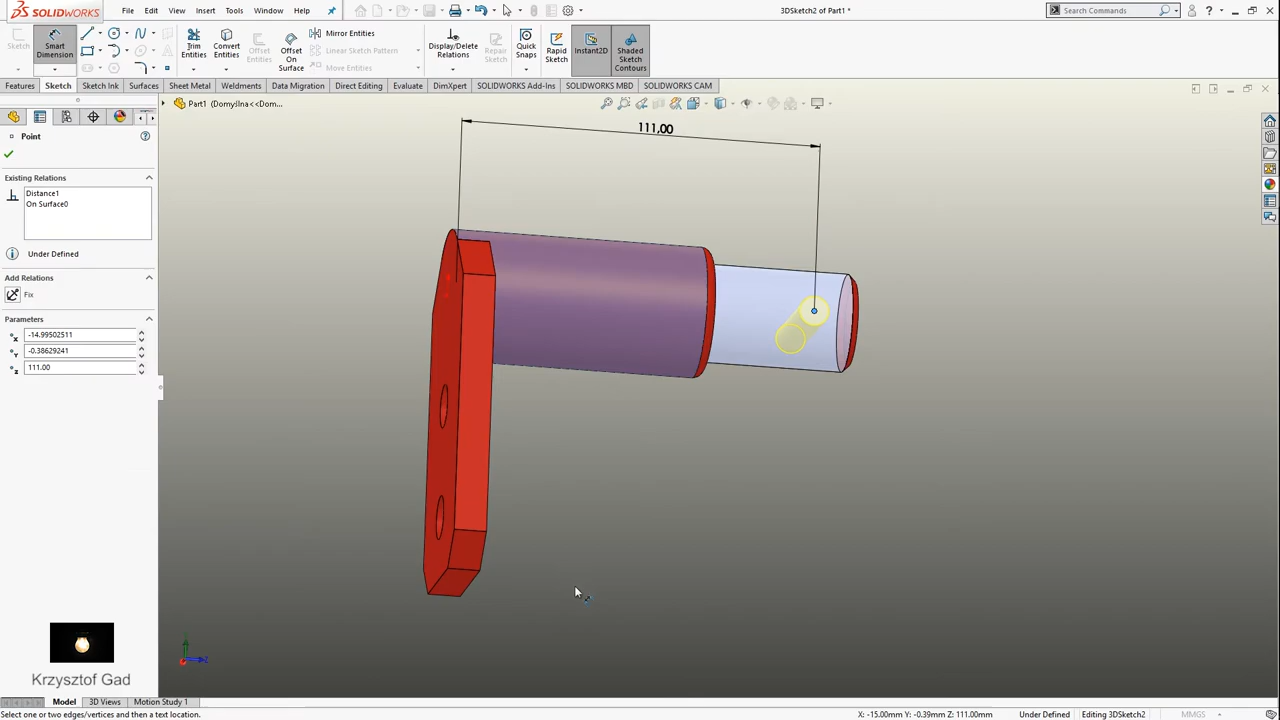 SOLIDWORKS File Edit View Insert Tools Window Help 3DSketch2 of Part1 * Search Commands
Sketch Smart Dimension Trim Entities Convert Entities Offset Entities Offset On Surface Mirror Entities Linear Sketch Pattern Move Entities Display/Delete Relations Repair Sketch Quick Snaps Rapid Sketch Instant2D Shaded Sketch Contours
Features Sketch Sketch Ink Surfaces Sheet Metal Weldments Data Migration Direct Editing Evaluate DimXpert SOLIDWORKS Add-Ins SOLIDWORKS MBD SOLIDWORKS CAM
Part1 (Domyślna<<Dom...
Point
111,00
Existing Relations
Distance1
On Surface0
Under Defined
Add Relations
Fix
Parameters
-14.99502511
-0.38629241
111.00
Krzysztof Gad
Model 3D Views Motion Study 1
Select one or two edges/vertices and then a text location. X: -15.00mm Y: -0.39mm Z: 111.00mm Under Defined Editing 3DSketch2 MMGS